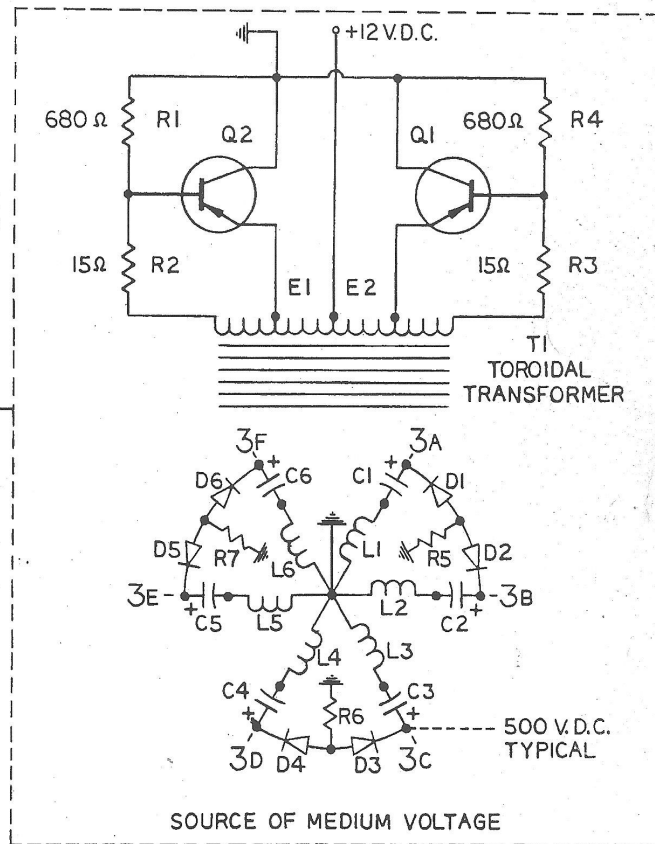 +12 V.D.C.
680 Ω R1 Q2 Q1 680Ω R4
15Ω R2 E1 E2 15Ω R3
T1
TOROIDAL
TRANSFORMER
3F + C6 C1 + 3A
D6 D1
D5 R7 L6 L1 R5 D2
3E + C5 L5 L2 C2 + 3B
L4 L3
C4 + R6 C3 +
3D D4 D3 3C
500 V.D.C.
TYPICAL
SOURCE OF MEDIUM VOLTAGE